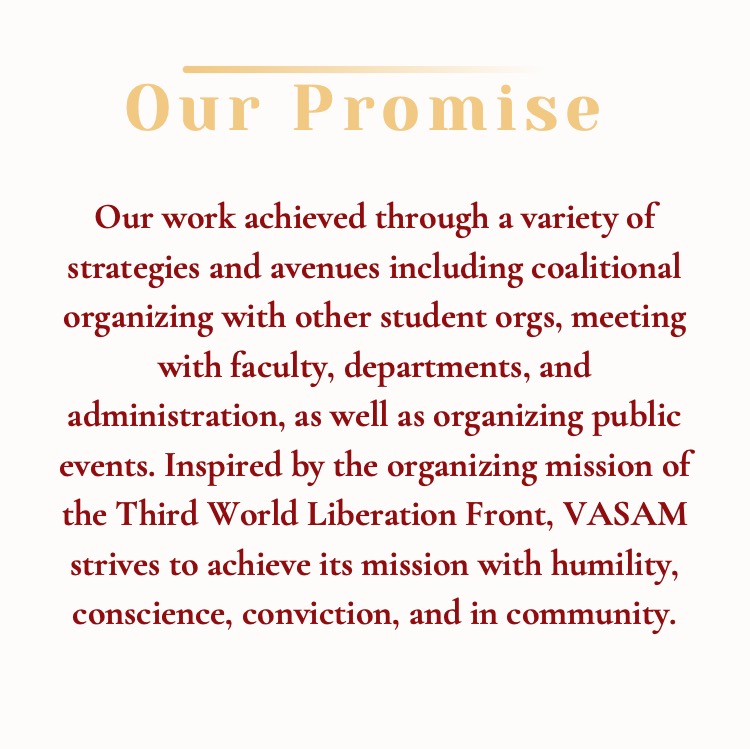 Our Promise
Our work achieved through a variety of
strategies and avenues including coalitional
organizing with other student orgs, meeting
with faculty, departments, and
administration, as well as organizing public
events. Inspired by the organizing mission of
the Third World Liberation Front, VASAM
strives to achieve its mission with humility,
conscience, conviction, and in community.